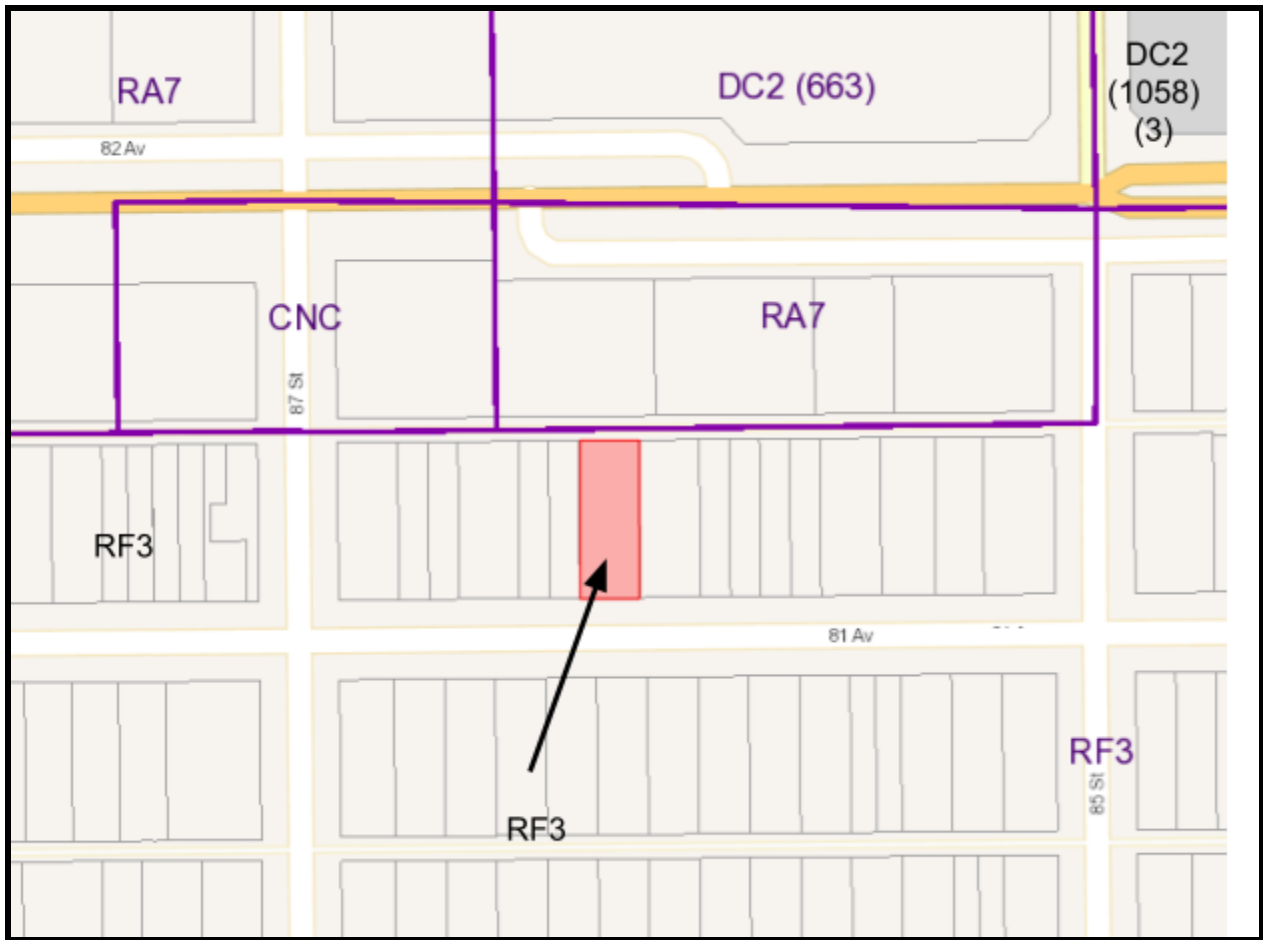 DC2
(1058)
(3)
RA7
DC2 (663)
82 Av
CNC
RA7
87 St
RF3
81 Av
RF3
85 St
RF3